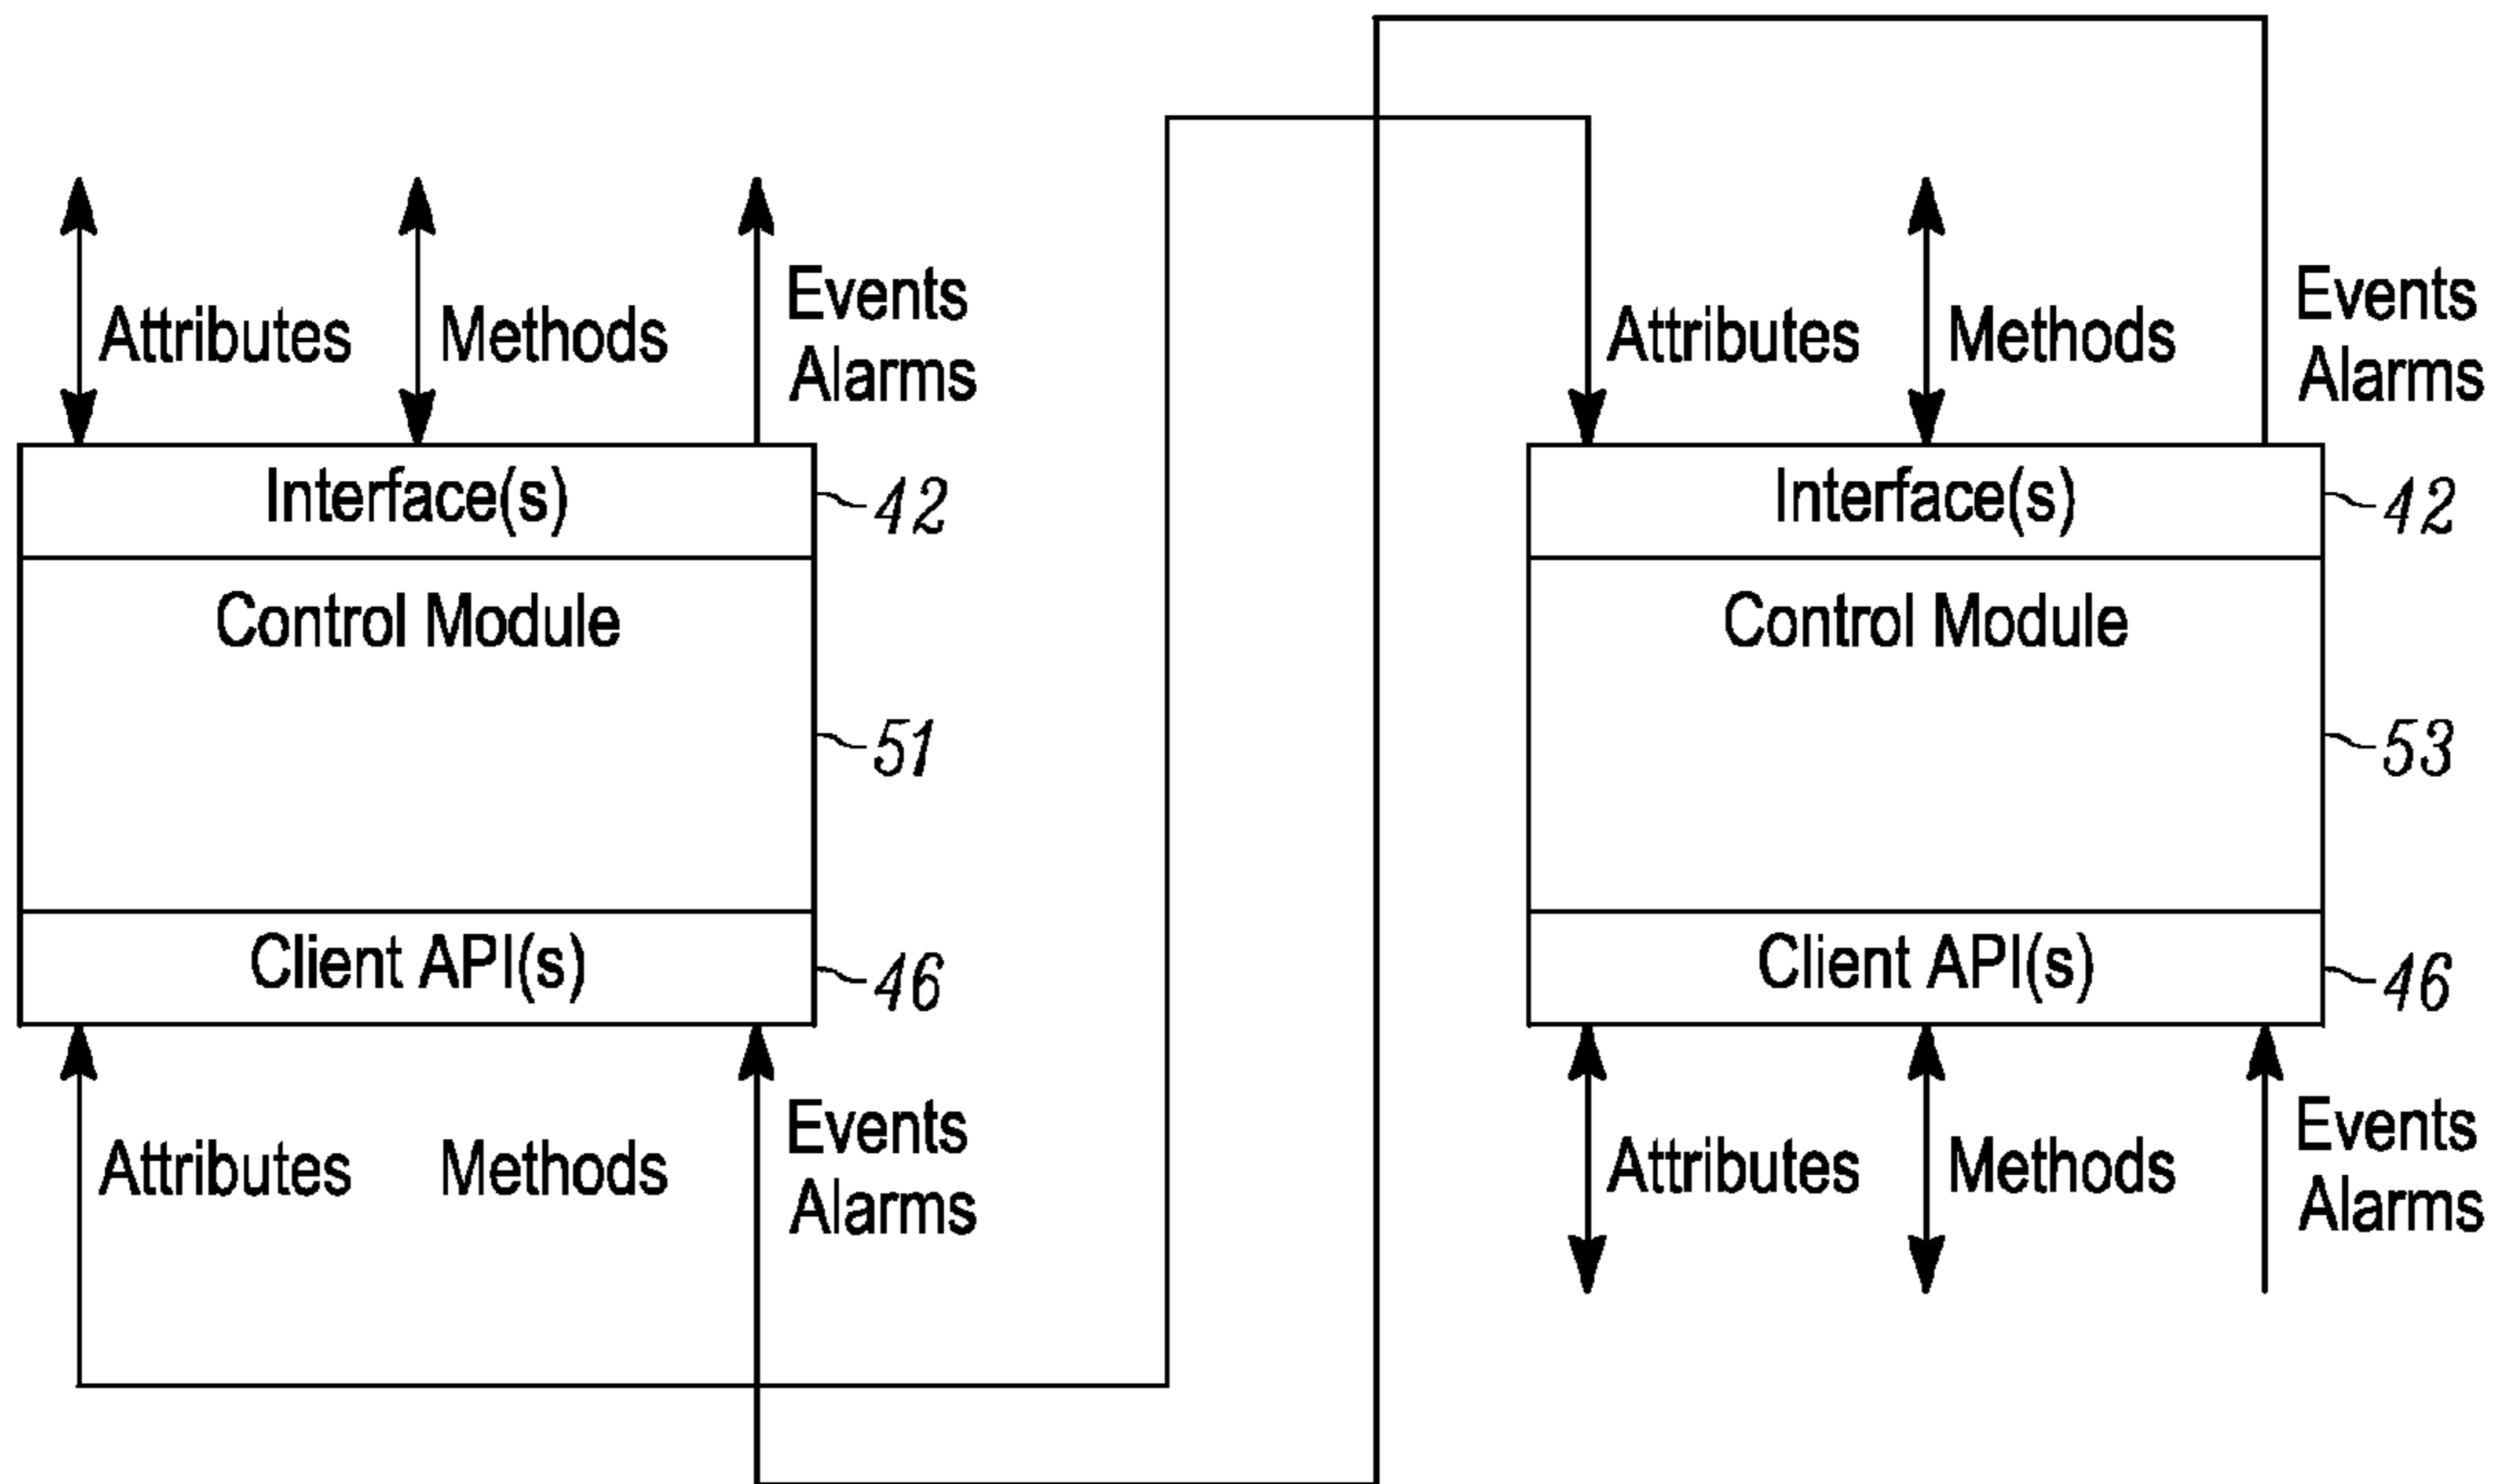 Attributes
Methods
Events
Alarms
Interface(s)
42
Control Module
51
Client API(s)
46
Attributes
Methods
Events
Alarms
Attributes
Methods
Events
Alarms
Interface(s)
42
Control Module
53
Client API(s)
46
Attributes
Methods
Events
Alarms